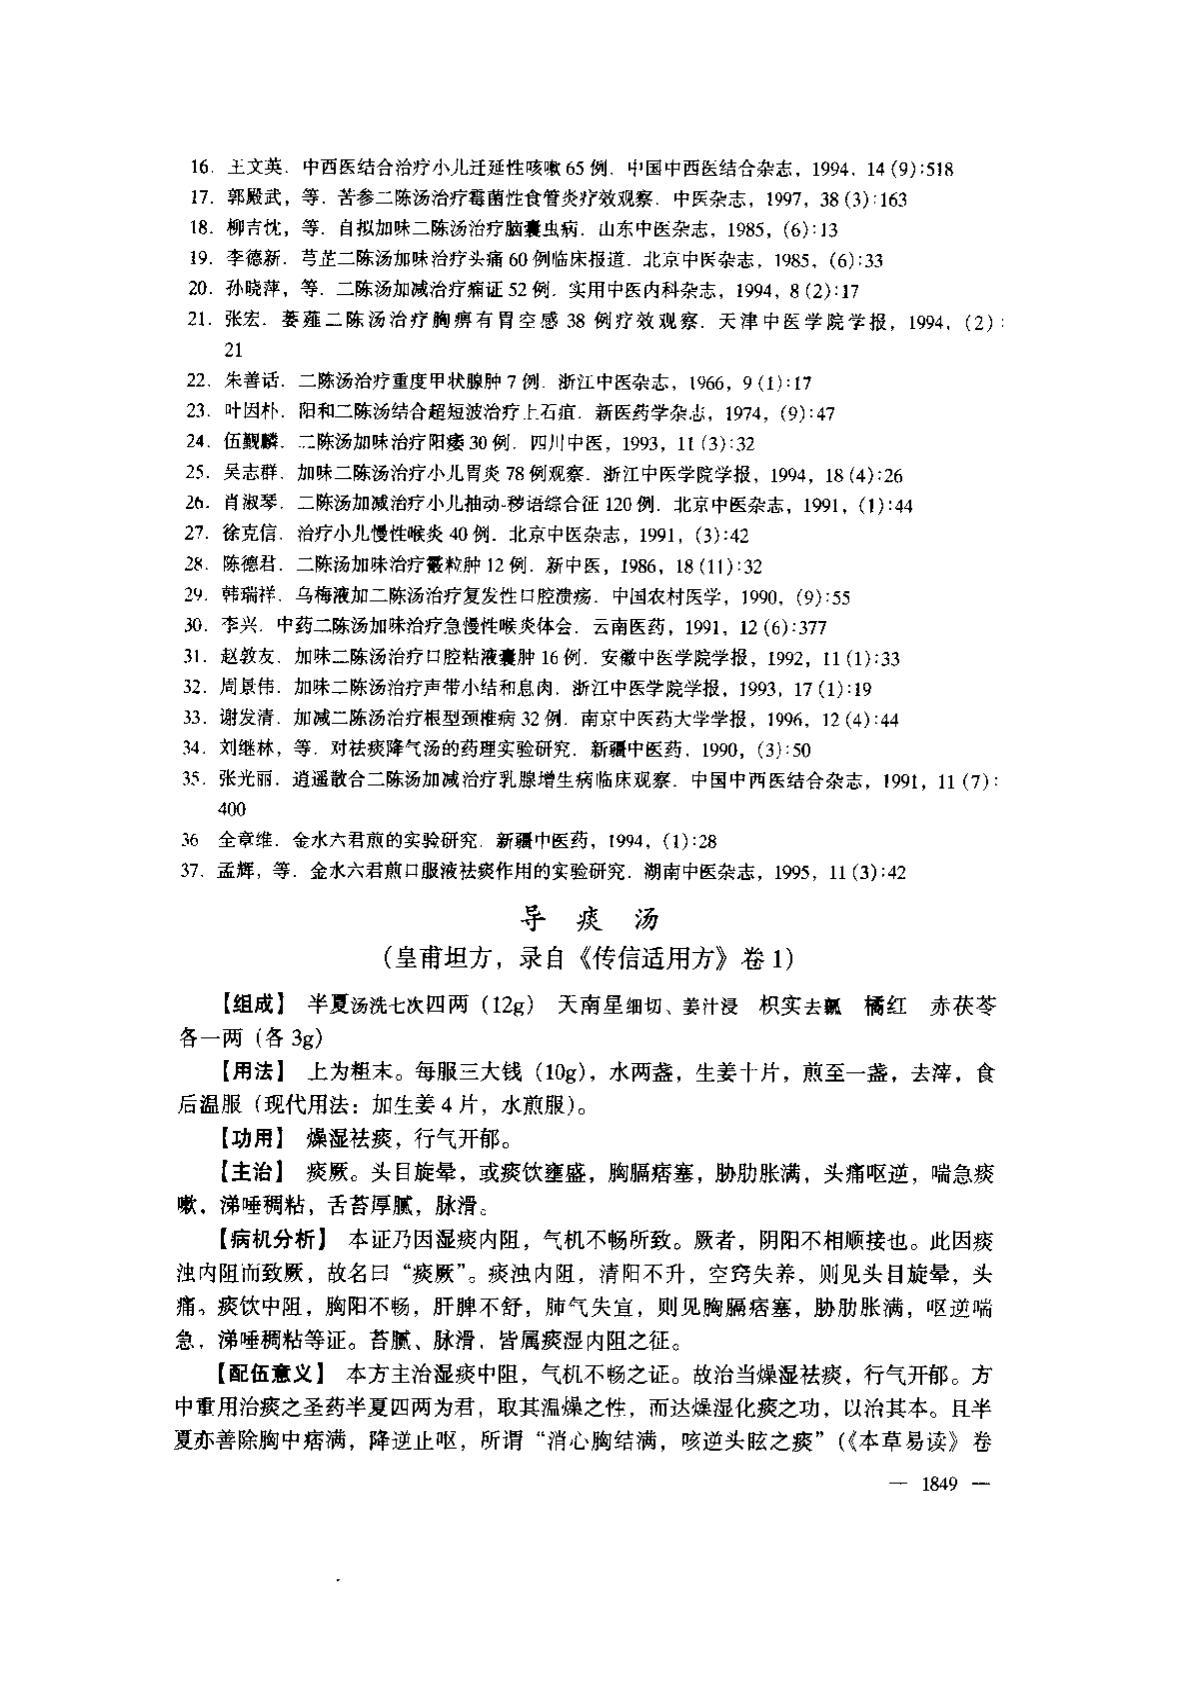 16. 王文英. 中西医结合治疗小儿迁延性咳嗽65例. 中国中西医结合杂志, 1994, 14(9):518
17. 郭殿武, 等. 苦参二陈汤治疗霉菌性食管炎疗效观察. 中医杂志, 1997, 38(3):163
18. 柳吉忱, 等. 自拟加味二陈汤治疗脑囊虫病. 山东中医杂志, 1985, (6):13
19. 李德新. 芎芷二陈汤加味治疗头痛60例临床报道. 北京中医杂志, 1985, (6):33
20. 孙晓萍, 等. 二陈汤加减治疗痫证52例. 实用中医内科杂志, 1994, 8(2):17
21. 张宏. 蒌薤二陈汤治疗胸痹有胃空感38例疗效观察. 天津中医学院学报, 1994, (2):
21
22. 朱善话. 二陈汤治疗重度甲状腺肿7例. 浙江中医杂志, 1966, 9(1):17
23. 叶因朴. 阳和二陈汤结合超短波治疗上石疽. 新医药学杂志, 1974, (9):47
24. 伍觐麟. 二陈汤加味治疗阳痿30例. 四川中医, 1993, 11(3):32
25. 吴志群. 加味二陈汤治疗小儿胃炎78例观察. 浙江中医学院学报, 1994, 18(4):26
26. 肖淑琴. 二陈汤加减治疗小儿抽动-秽语综合征120例. 北京中医杂志, 1991, (1):44
27. 徐克信. 治疗小儿慢性喉炎40例. 北京中医杂志, 1991, (3):42
28. 陈德君. 二陈汤加味治疗霰粒肿12例. 新中医, 1986, 18(11):32
29. 韩瑞祥. 乌梅液加二陈汤治疗复发性口腔溃疡. 中国农村医学, 1990, (9):55
30. 李兴. 中药二陈汤加味治疗急慢性喉炎体会. 云南医药, 1991, 12(6):377
31. 赵敦友. 加味二陈汤治疗口腔粘液囊肿16例. 安徽中医学院学报, 1992, 11(1):33
32. 周景伟. 加味二陈汤治疗声带小结和息肉. 浙江中医学院学报, 1993, 17(1):19
33. 谢发清. 加减二陈汤治疗根型颈椎病32例. 南京中医药大学学报, 1996, 12(4):44
34. 刘继林, 等. 对祛痰降气汤的药理实验研究. 新疆中医药, 1990, (3):50
35. 张光丽. 逍遥散合二陈汤加减治疗乳腺增生病临床观察. 中国中西医结合杂志, 1991, 11(7):
400
36 全章维. 金水六君煎的实验研究. 新疆中医药, 1994, (1):28
37. 孟辉, 等. 金水六君煎口服液祛痰作用的实验研究. 湖南中医杂志, 1995, 11(3):42
导 痰 汤
(皇甫坦方，录自《传信适用方》卷1)
【组成】 半夏汤洗七次四两（12g） 天南星细切、姜汁浸 枳实去瓤 橘红 赤茯苓
各一两（各3g）
【用法】 上为粗末。每服三大钱（10g），水两盏，生姜十片，煎至一盏，去滓，食
后温服（现代用法：加生姜4片，水煎服）。
【功用】 燥湿祛痰，行气开郁。
【主治】 痰厥。头目旋晕，或痰饮壅盛，胸膈痞塞，胁肋胀满，头痛呕逆，喘急痰
嗽，涕唾稠粘，舌苔厚腻，脉滑。
【病机分析】 本证乃因湿痰内阻，气机不畅所致。厥者，阴阳不相顺接也。此因痰
浊内阻而致厥，故名曰“痰厥”。痰浊内阻，清阳不升，空窍失养，则见头目旋晕，头
痛。痰饮中阻，胸阳不畅，肝脾不舒，肺气失宣，则见胸膈痞塞，胁肋胀满，呕逆喘
急，涕唾稠粘等证。苔腻、脉滑，皆属痰湿内阻之征。
【配伍意义】 本方主治湿痰中阻，气机不畅之证。故治当燥湿祛痰，行气开郁。方
中重用治痰之圣药半夏四两为君，取其温燥之性，而达燥湿化痰之功，以治其本。且半
夏亦善除胸中痞满，降逆止呕，所谓“消心胸结满，咳逆头眩之痰”（《本草易读》卷
— 1849 —